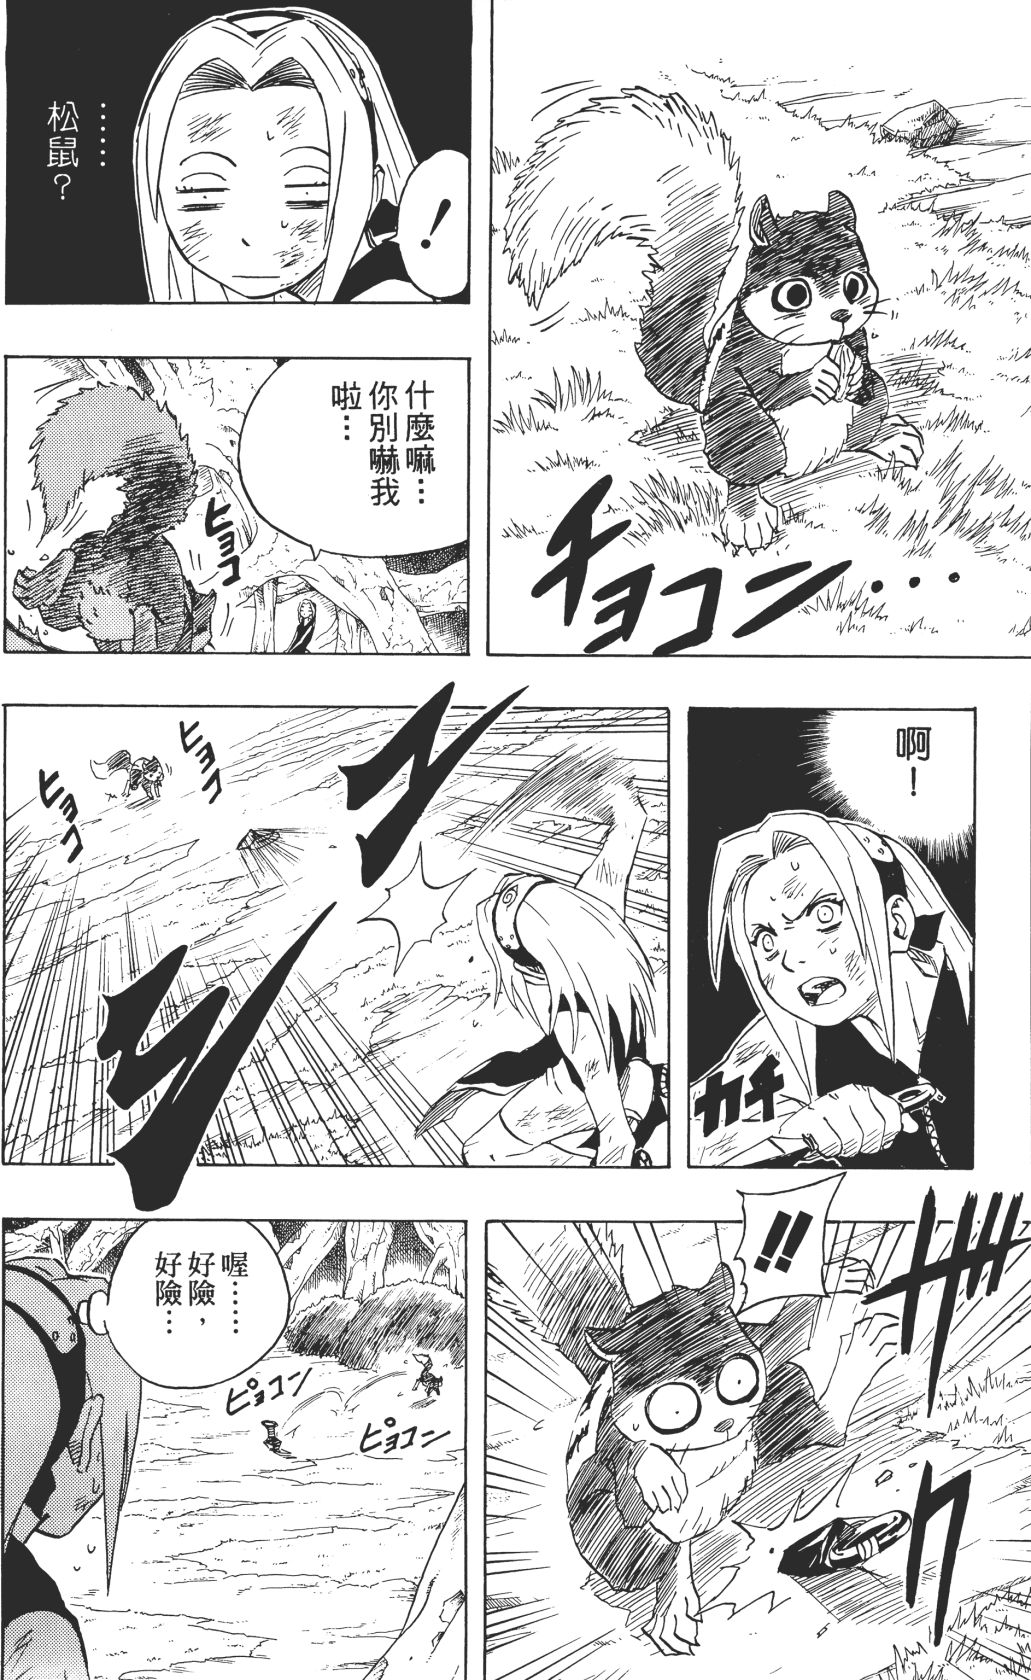 チョコン...
！
……
松鼠？
什麼嘛…
你別嚇我
啦…
ヒョコ
啊！
カチ
ヒョコ
ヒョコ
ブン
!!
ザク
喔……
好險，
好險…
ピョコン
ピョコン